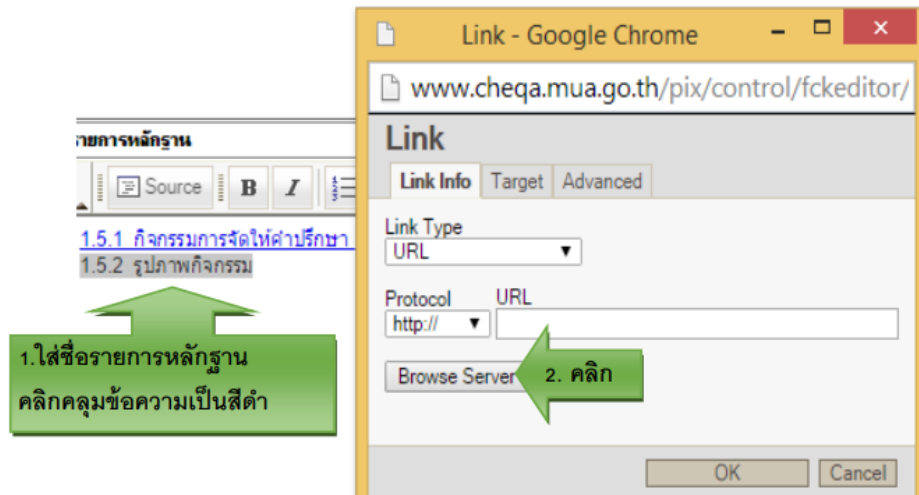 Link - Google Chrome
www.cheqa.mua.go.th/pix/control/fckeditor/
Link
Link Info Target Advanced
Link Type
URL
Protocol URL
http://
Browse Server
OK Cancel
รายการหลักฐาน
Source B I
1.5.1 กิจกรรมการจัดให้คำปรึกษา
1.5.2 รูปภาพกิจกรรม
1.ใส่ชื่อรายการหลักฐาน
คลิกคลุมข้อความเป็นสีดำ
2. คลิก